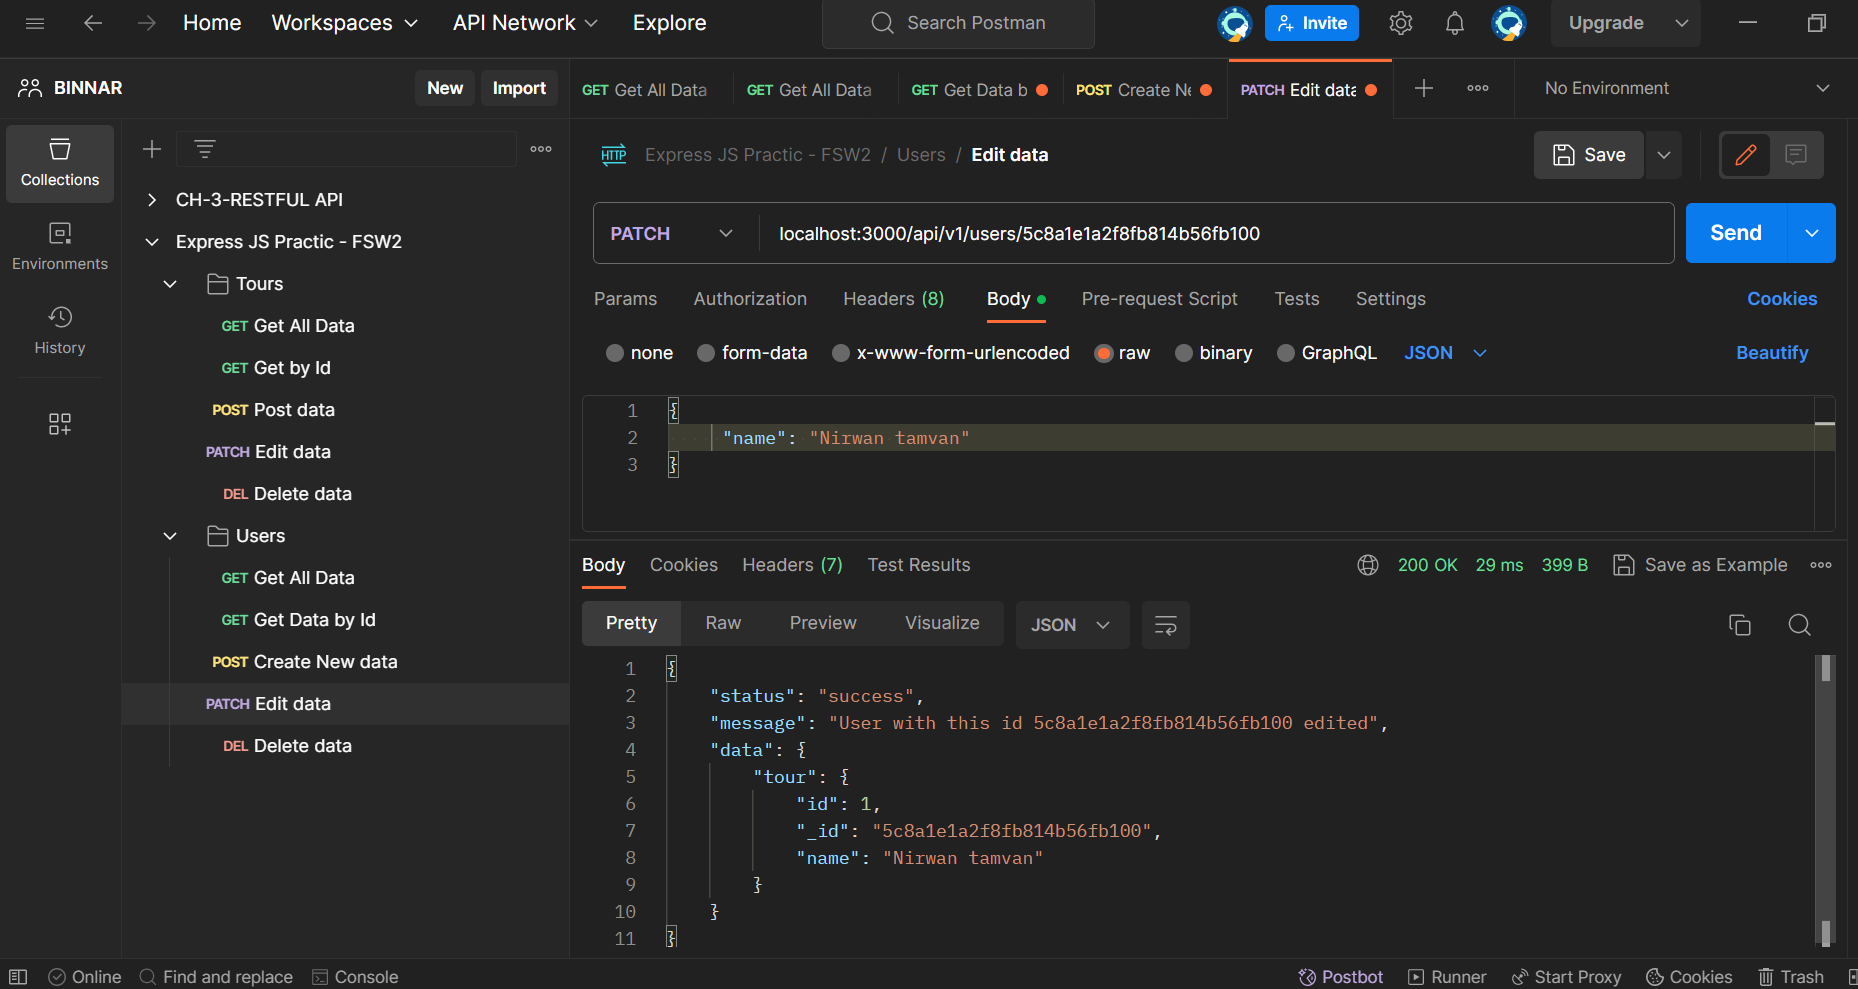 Home Workspaces API Network Explore Search Postman Invite Upgrade
BINNAR New Import
GET Get All Data GET Get All Data GET Get Data b POST Create Ne PATCH Edit data No Environment
Collections
Environments
History
CH-3-RESTFUL API
Express JS Practic - FSW2
Tours
GET Get All Data
GET Get by Id
POST Post data
PATCH Edit data
DEL Delete data
Users
GET Get All Data
GET Get Data by Id
POST Create New data
PATCH Edit data
DEL Delete data
HTTP Express JS Practic - FSW2 / Users / Edit data Save
PATCH localhost:3000/api/v1/users/5c8a1e1a2f8fb814b56fb100 Send
Params Authorization Headers (8) Body Pre-request Script Tests Settings Cookies
none form-data x-www-form-urlencoded raw binary GraphQL JSON Beautify
1 {
2 "name": "Nirwan tamvan"
3 }
Body Cookies Headers (7) Test Results 200 OK 29 ms 399 B Save as Example
Pretty Raw Preview Visualize JSON
1 {
2 "status": "success",
3 "message": "User with this id 5c8a1e1a2f8fb814b56fb100 edited",
4 "data": {
5 "tour": {
6 "id": 1,
7 "_id": "5c8a1e1a2f8fb814b56fb100",
8 "name": "Nirwan tamvan"
9 }
10 }
11 }
Online Find and replace Console Postbot Runner Start Proxy Cookies Trash